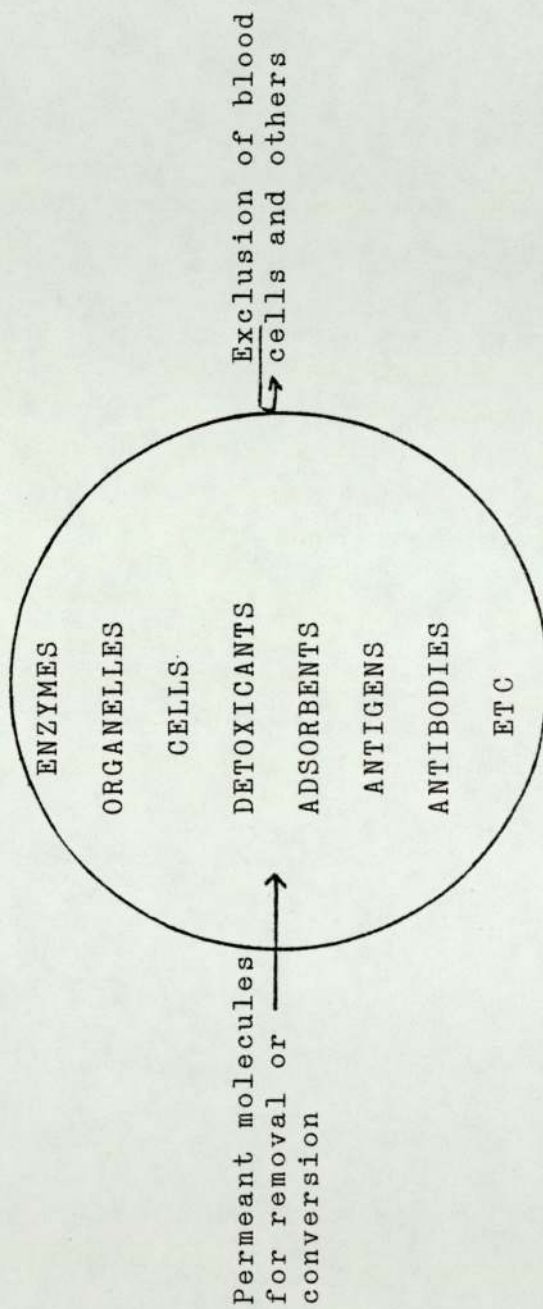 Permeant molecules
for removal or
conversion
ENZYMES
ORGANELLES
CELLS
DETOXICANTS
ADSORBENTS
ANTIGENS
ANTIBODIES
ETC
Exclusion of blood
cells and others